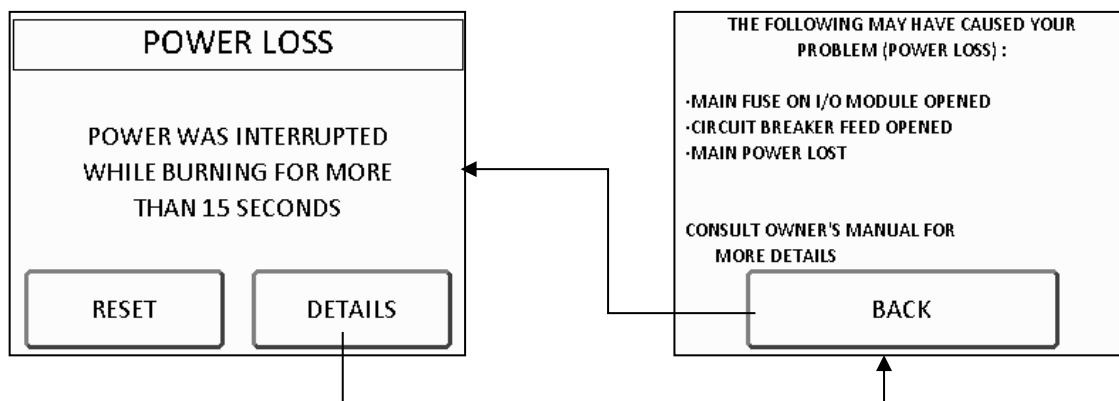 POWER LOSS
POWER WAS INTERRUPTED
WHILE BURNING FOR MORE
THAN 15 SECONDS
RESET
DETAILS
THE FOLLOWING MAY HAVE CAUSED YOUR
PROBLEM (POWER LOSS) :
·MAIN FUSE ON I/O MODULE OPENED
·CIRCUIT BREAKER FEED OPENED
·MAIN POWER LOST
CONSULT OWNER'S MANUAL FOR
MORE DETAILS
BACK